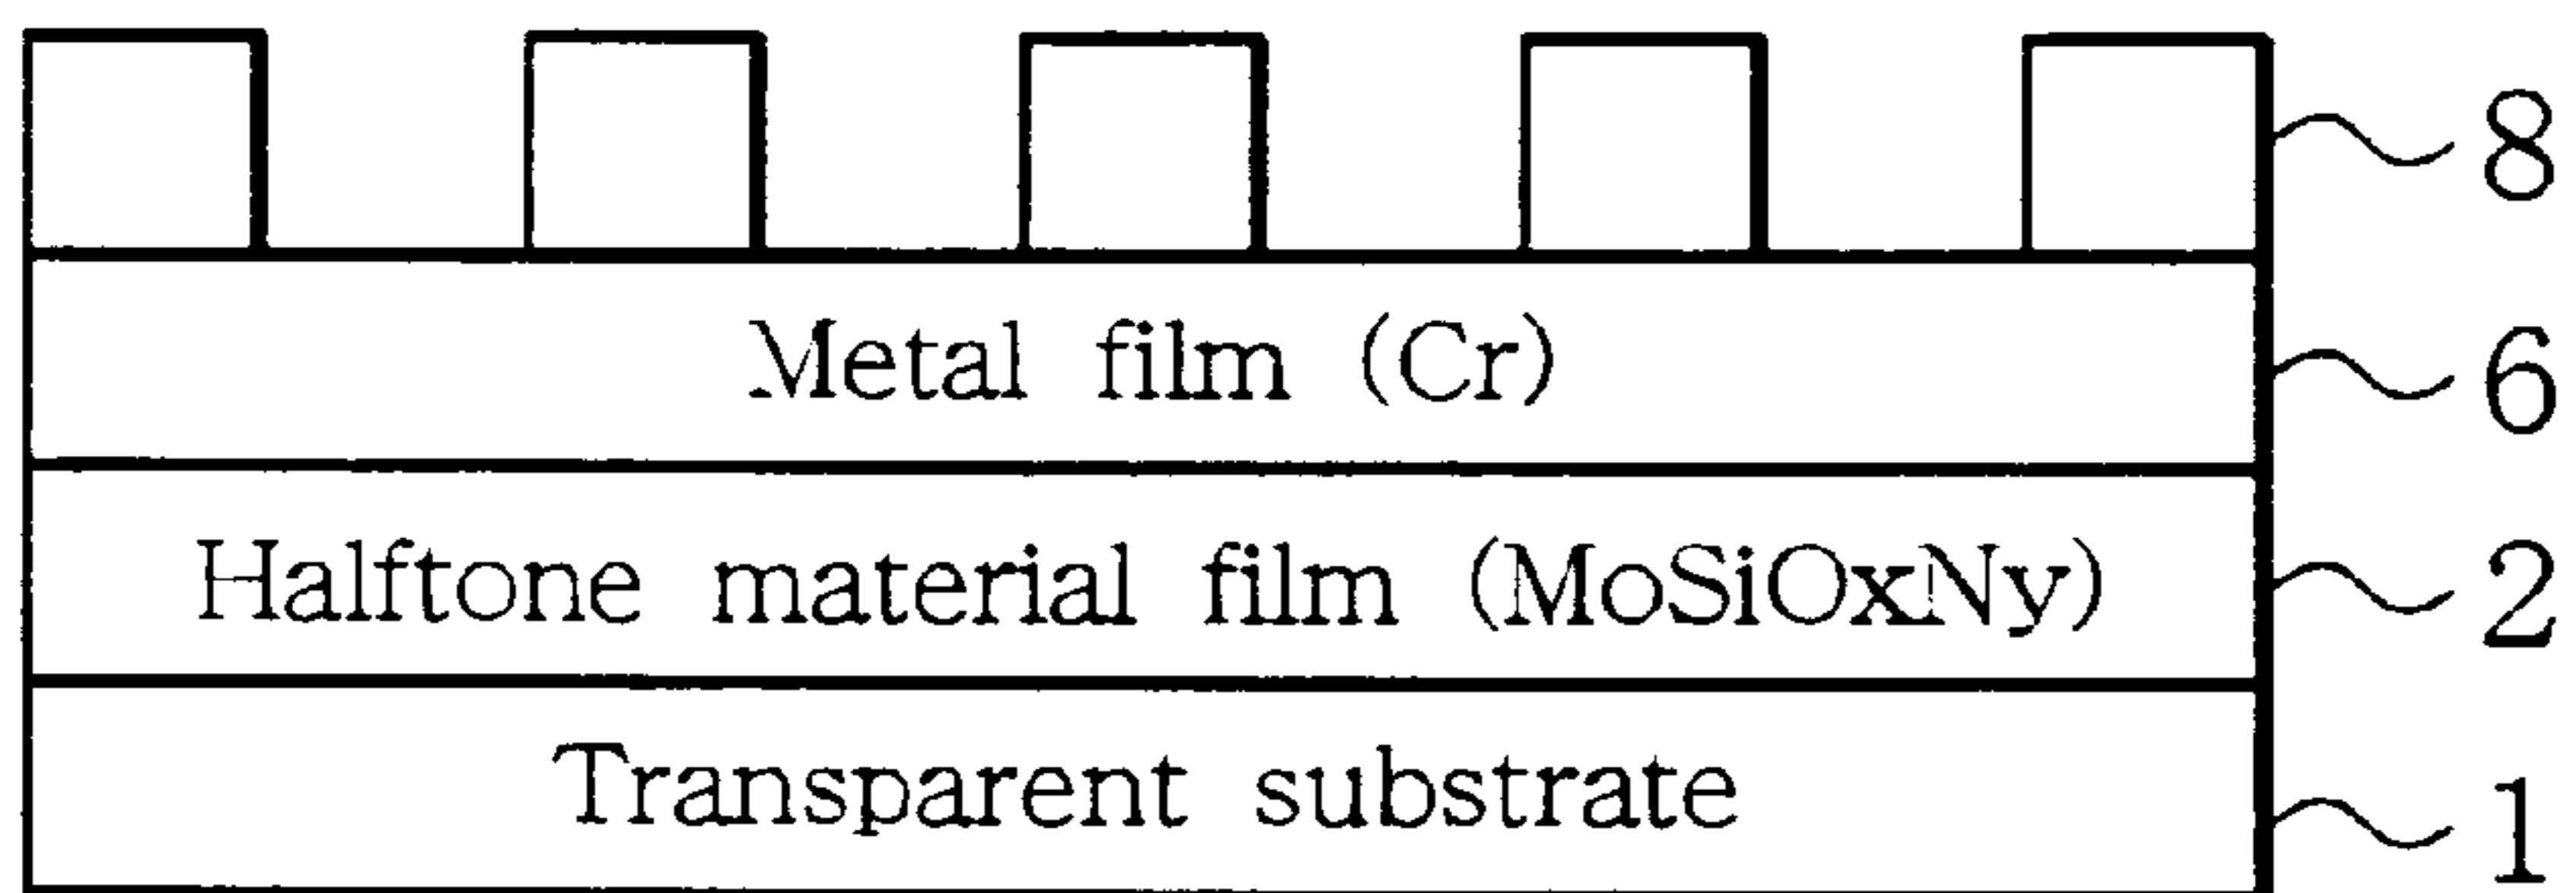 8
Metal film (Cr) 6
Halftone material film (MoSiOxNy) 2
Transparent substrate 1